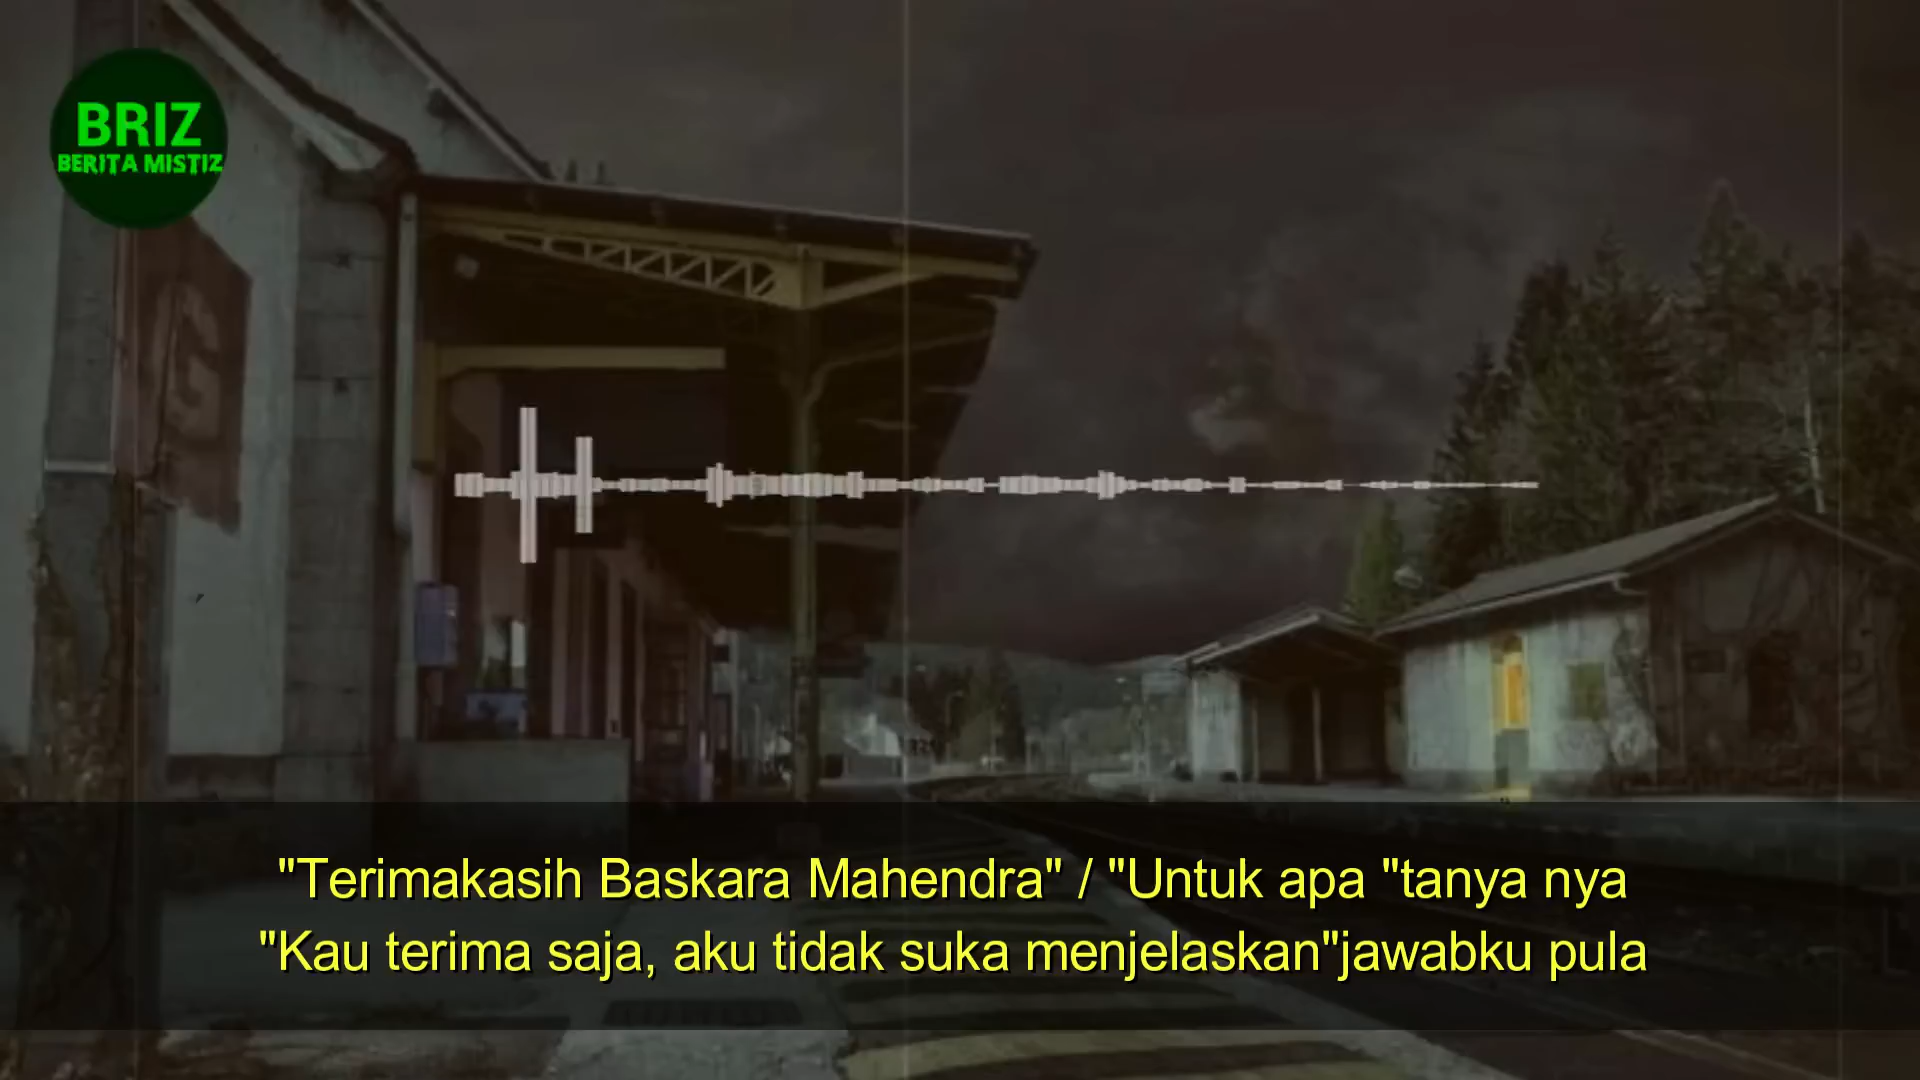 BRIZ
BERITA MISTIZ
"Terimakasih Baskara Mahendra" / "Untuk apa "tanya nya
"Kau terima saja, aku tidak suka menjelaskan"jawabku pula